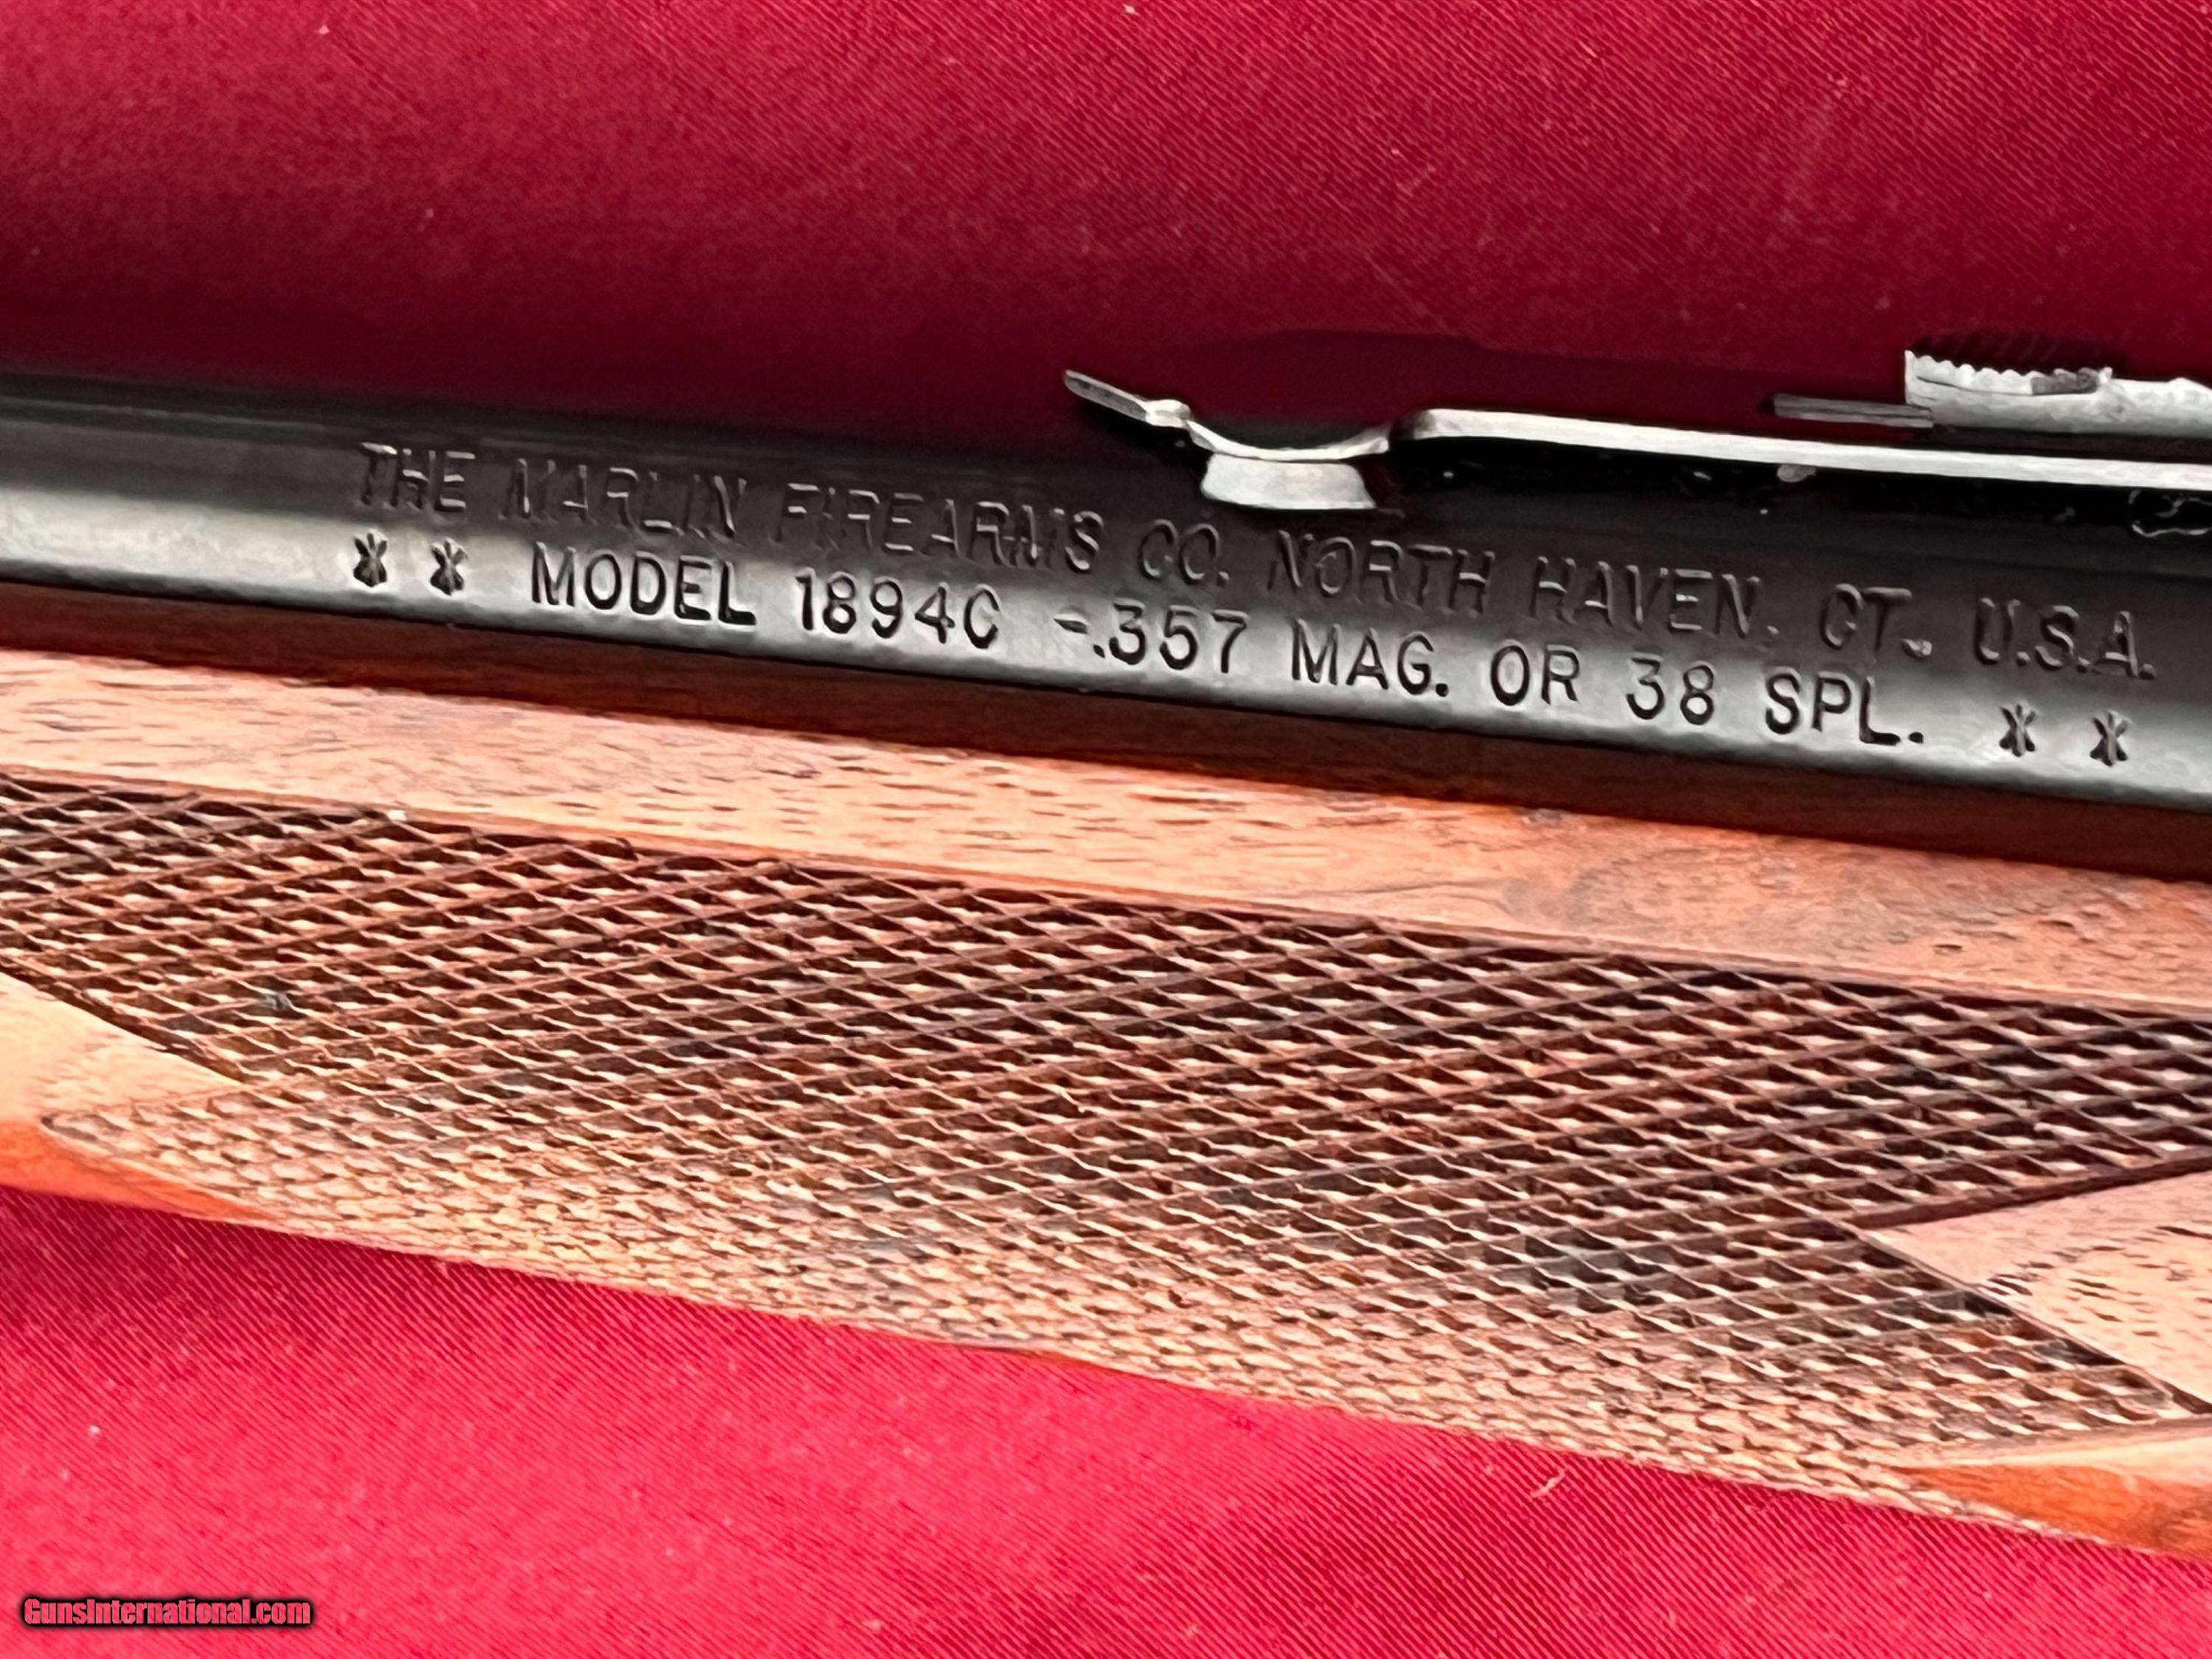 THE MARLIN FIREARMS CO. NORTH HAVEN, CT., U.S.A.
** MODEL 1894C -.357 MAG. OR 38 SPL. **
GunsInternational.com